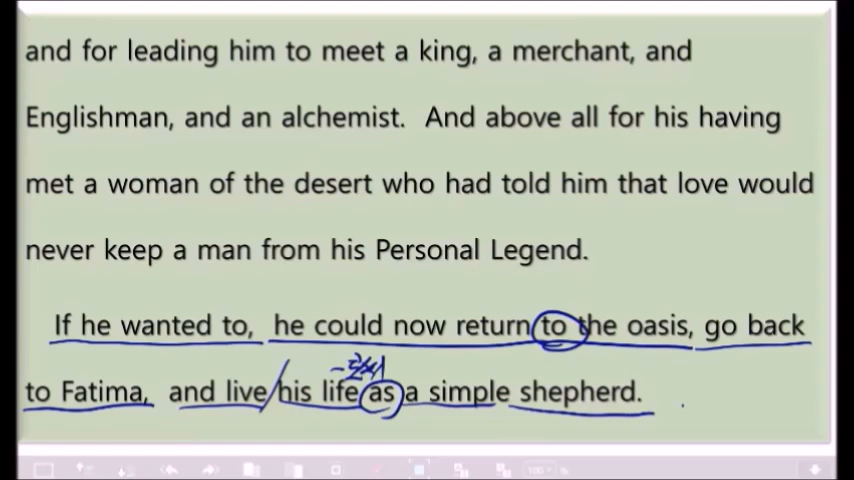 and for leading him to meet a king, a merchant, and
Englishman, and an alchemist. And above all for his having
met a woman of the desert who had told him that love would
never keep a man from his Personal Legend.
If he wanted to, he could now return to the oasis, go back
to Fatima, and live his life as a simple shepherd.
100
%